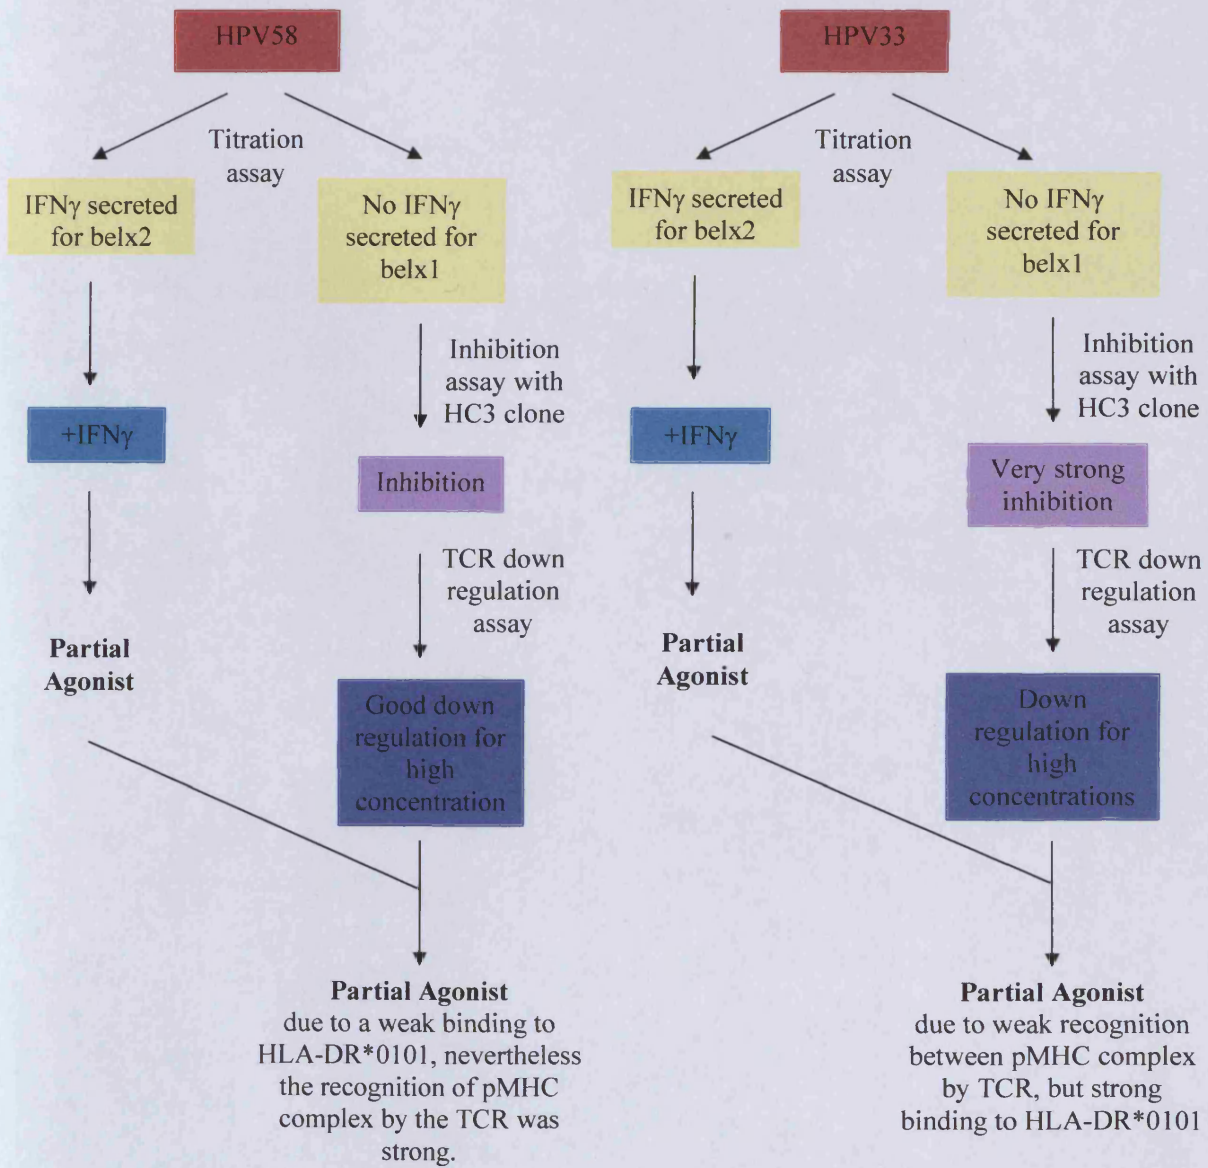 HPV58
Titration
assay
IFNγ secreted
for belx2
No IFNγ
secreted for
belx1
Inhibition
assay with
HC3 clone
+IFNγ
Inhibition
TCR down
regulation
assay
Partial
Agonist
Good down
regulation for
high
concentration
Partial Agonist
due to a weak binding to
HLA-DR*0101, nevertheless
the recognition of pMHC
complex by the TCR was
strong.
HPV33
Titration
assay
IFNγ secreted
for belx2
No IFNγ
secreted for
belx1
Inhibition
assay with
HC3 clone
+IFNγ
Very strong
inhibition
TCR down
regulation
assay
Partial
Agonist
Down
regulation for
high
concentrations
Partial Agonist
due to weak recognition
between pMHC complex
by TCR, but strong
binding to HLA-DR*0101